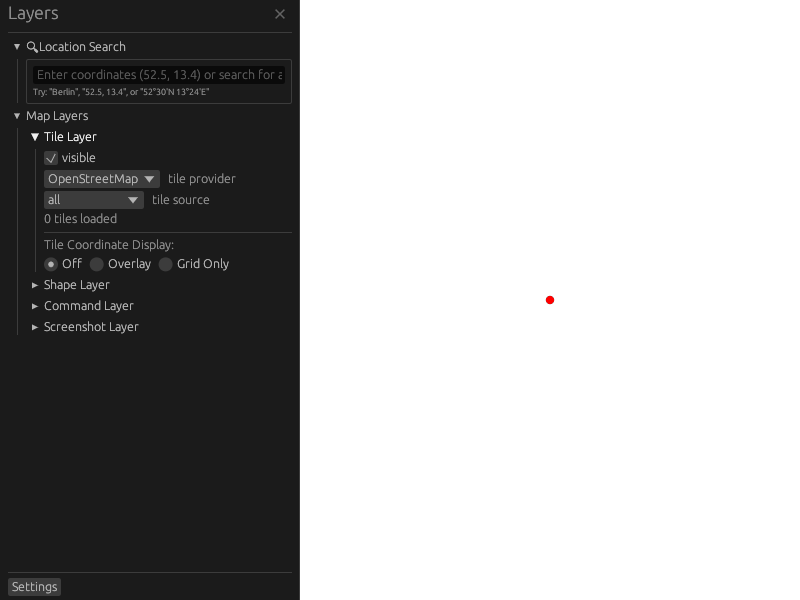 Layers
Location Search
Enter coordinates (52.5, 13.4) or search for a
Try: "Berlin", "52.5, 13.4", or "52°30'N 13°24'E"
Map Layers
Tile Layer
visible
OpenStreetMap tile provider
all tile source
0 tiles loaded
Tile Coordinate Display:
Off Overlay Grid Only
Shape Layer
Command Layer
Screenshot Layer
Settings